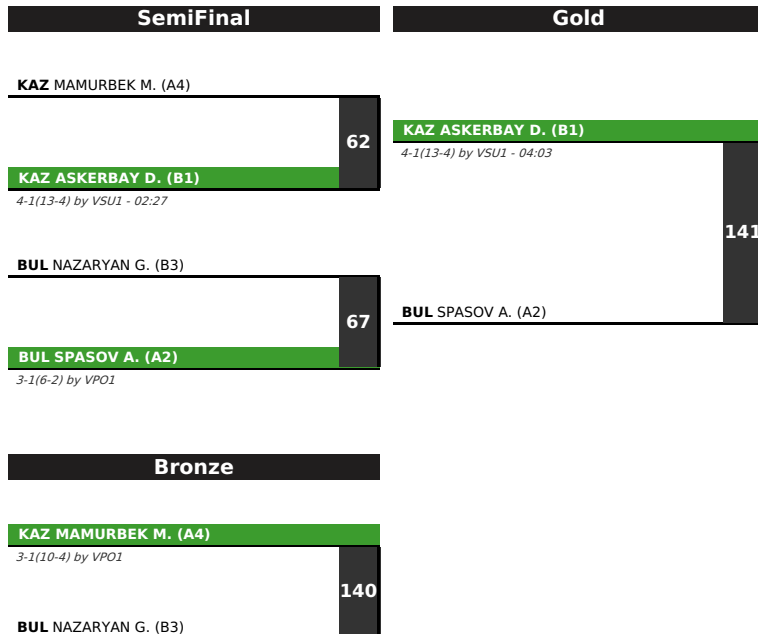 SemiFinal
KAZ MAMURBEK M. (A4)
62
KAZ ASKERBAY D. (B1)
4-1(13-4) by VSU1 - 02:27
BUL NAZARYAN G. (B3)
67
BUL SPASOV A. (A2)
3-1(6-2) by VPO1
Gold
KAZ ASKERBAY D. (B1)
4-1(13-4) by VSU1 - 04:03
141
BUL SPASOV A. (A2)
Bronze
KAZ MAMURBEK M. (A4)
3-1(10-4) by VPO1
140
BUL NAZARYAN G. (B3)